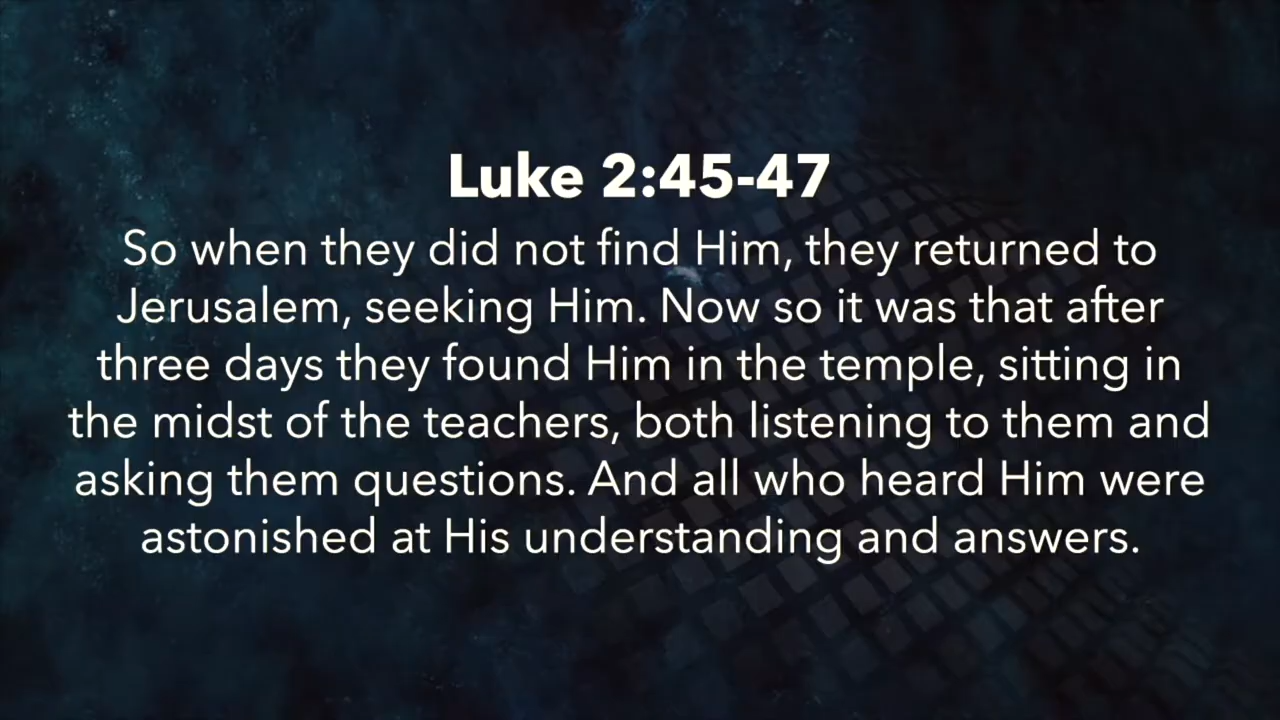 Luke 2:45-47
So when they did not find Him, they returned to
Jerusalem, seeking Him. Now so it was that after
three days they found Him in the temple, sitting in
the midst of the teachers, both listening to them and
asking them questions. And all who heard Him were
astonished at His understanding and answers.